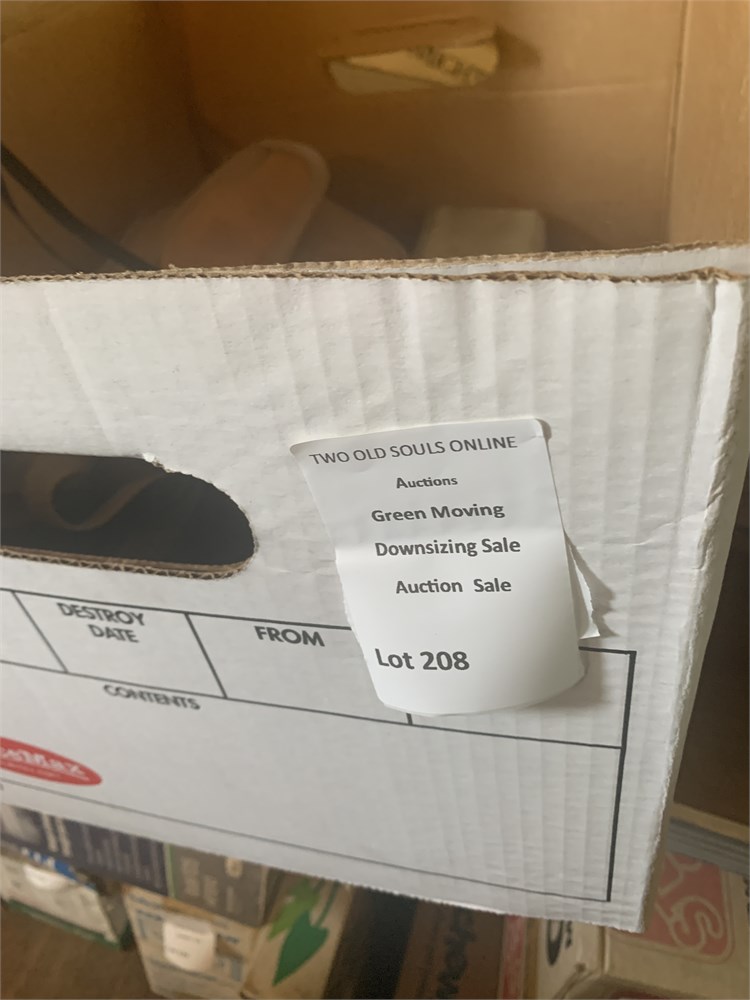 TWO OLD SOULS ONLINE
Auctions
Green Moving
Downsizing Sale
Auction Sale
Lot 208
DESTROY
DATE
FROM
CONTENTS